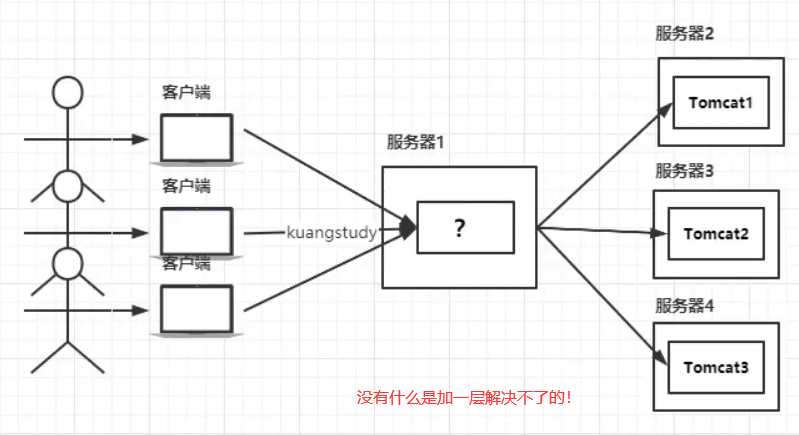 服务器2
客户端
Tomcat1
服务器1
服务器3
客户端
?
kuangstudy
Tomcat2
客户端
服务器4
Tomcat3
没有什么是加一层解决不了的！